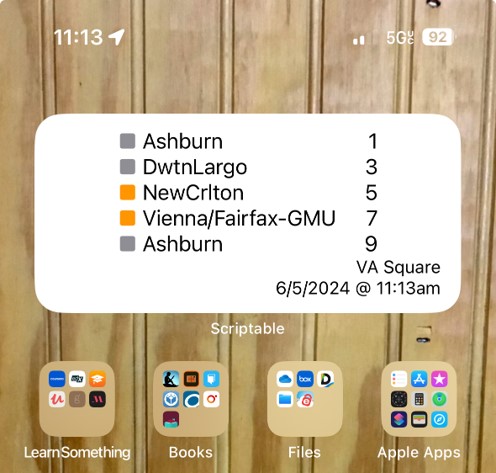 11:13
5G
92
Ashburn 1
DwtnLargo 3
NewCrlton 5
Vienna/Fairfax-GMU 7
Ashburn 9
VA Square
6/5/2024 @ 11:13am
Scriptable
box
LearnSomething Books Files Apple Apps